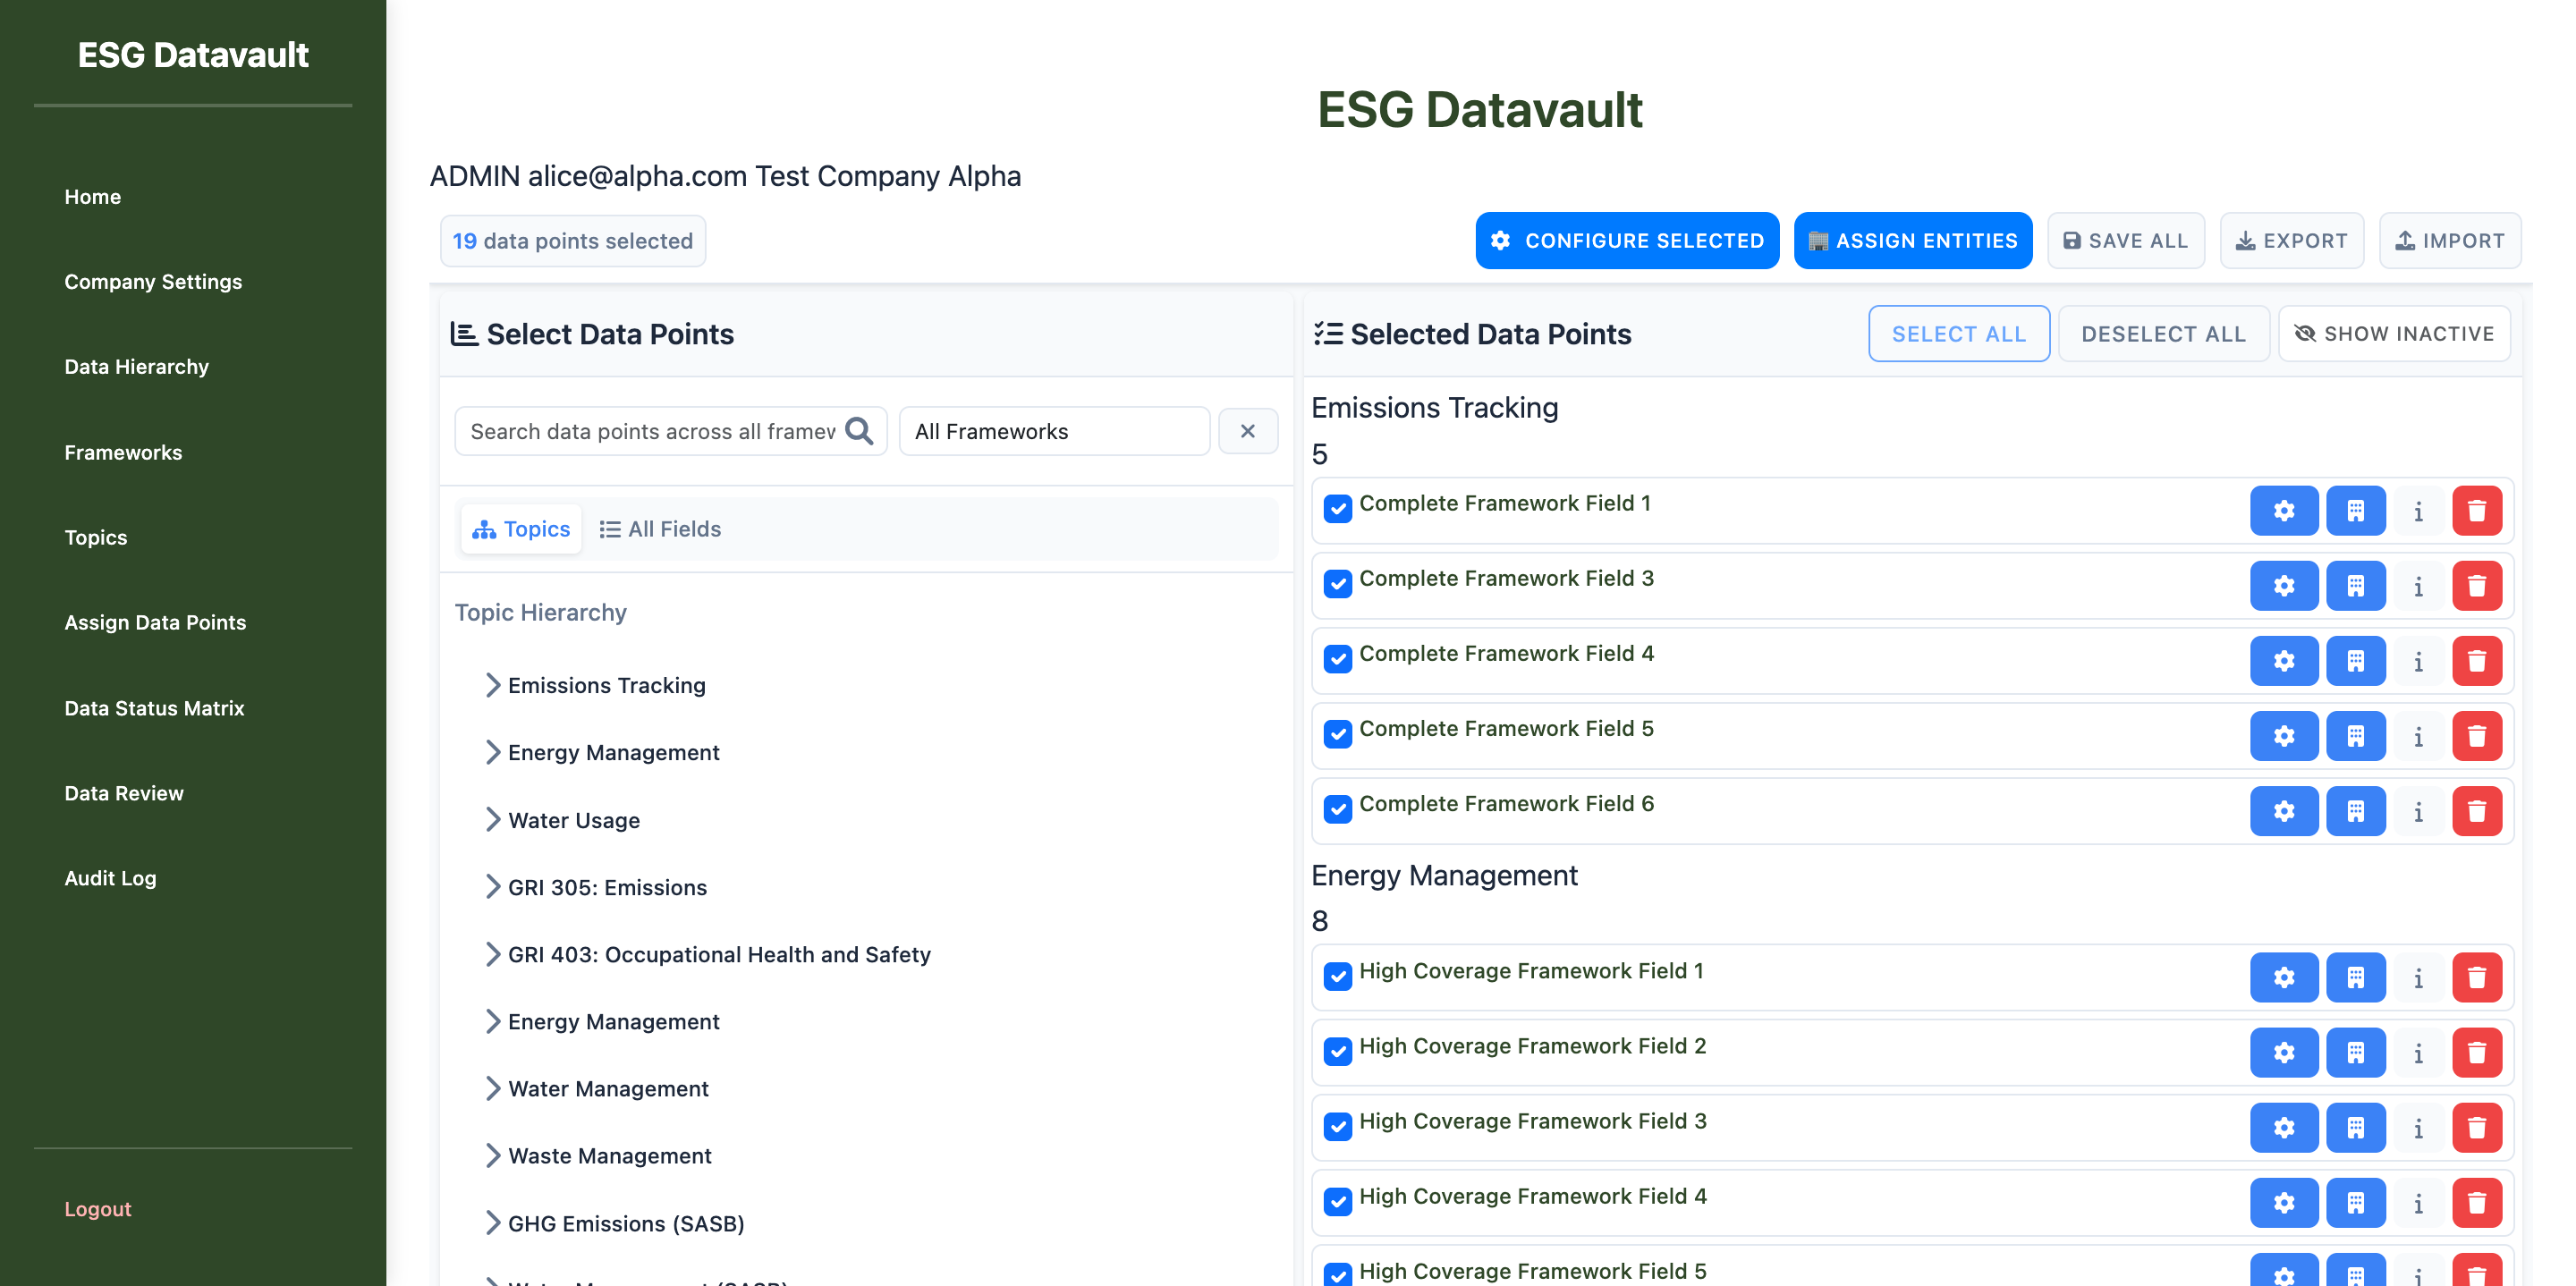 ESG Datavault
Home
Company Settings
Data Hierarchy
Frameworks
Topics
Assign Data Points
Data Status Matrix
Data Review
Audit Log
Logout
ESG Datavault
ADMIN alice@alpha.com Test Company Alpha
19 data points selected
CONFIGURE SELECTED
ASSIGN ENTITIES
SAVE ALL
EXPORT
IMPORT
Select Data Points
Search data points across all framew
All Frameworks
Topics
All Fields
Topic Hierarchy
Emissions Tracking
Energy Management
Water Usage
GRI 305: Emissions
GRI 403: Occupational Health and Safety
Energy Management
Water Management
Waste Management
GHG Emissions (SASB)
Water Management (SASB)
Selected Data Points
SELECT ALL
DESELECT ALL
SHOW INACTIVE
Emissions Tracking
5
Complete Framework Field 1
Complete Framework Field 3
Complete Framework Field 4
Complete Framework Field 5
Complete Framework Field 6
Energy Management
8
High Coverage Framework Field 1
High Coverage Framework Field 2
High Coverage Framework Field 3
High Coverage Framework Field 4
High Coverage Framework Field 5